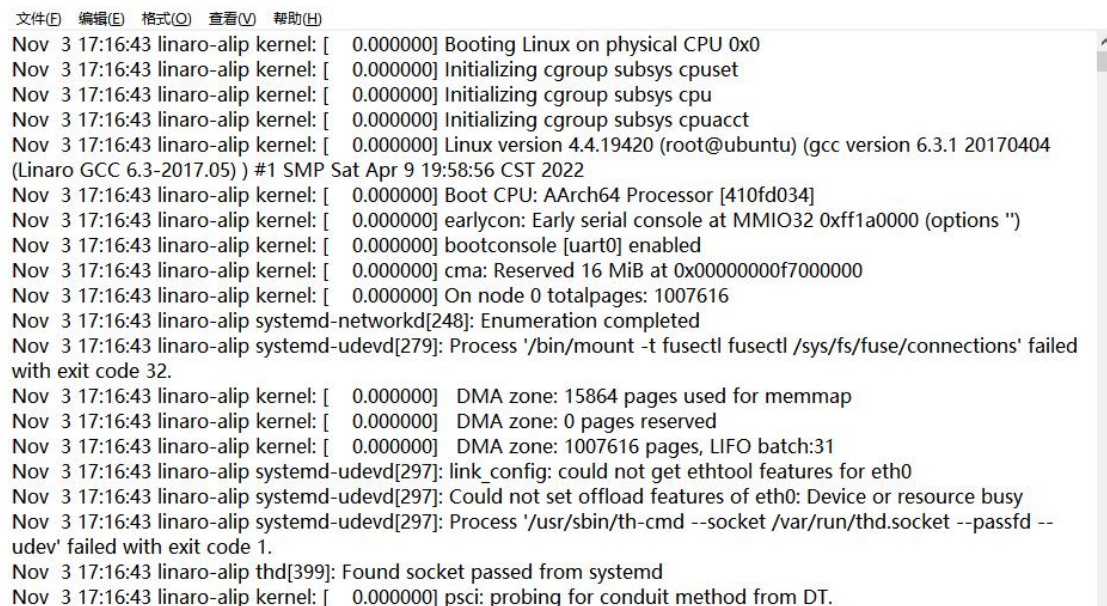 文件(F) 编辑(E) 格式(O) 查看(V) 帮助(H)
Nov  3 17:16:43 linaro-alip kernel: [    0.000000] Booting Linux on physical CPU 0x0
Nov  3 17:16:43 linaro-alip kernel: [    0.000000] Initializing cgroup subsys cpuset
Nov  3 17:16:43 linaro-alip kernel: [    0.000000] Initializing cgroup subsys cpu
Nov  3 17:16:43 linaro-alip kernel: [    0.000000] Initializing cgroup subsys cpuacct
Nov  3 17:16:43 linaro-alip kernel: [    0.000000] Linux version 4.4.19420 (root@ubuntu) (gcc version 6.3.1 20170404
(Linaro GCC 6.3-2017.05) ) #1 SMP Sat Apr 9 19:58:56 CST 2022
Nov  3 17:16:43 linaro-alip kernel: [    0.000000] Boot CPU: AArch64 Processor [410fd034]
Nov  3 17:16:43 linaro-alip kernel: [    0.000000] earlycon: Early serial console at MMIO32 0xff1a0000 (options '')
Nov  3 17:16:43 linaro-alip kernel: [    0.000000] bootconsole [uart0] enabled
Nov  3 17:16:43 linaro-alip kernel: [    0.000000] cma: Reserved 16 MiB at 0x00000000f7000000
Nov  3 17:16:43 linaro-alip kernel: [    0.000000] On node 0 totalpages: 1007616
Nov  3 17:16:43 linaro-alip systemd-networkd[248]: Enumeration completed
Nov  3 17:16:43 linaro-alip systemd-udevd[279]: Process '/bin/mount -t fusectl fusectl /sys/fs/fuse/connections' failed
with exit code 32.
Nov  3 17:16:43 linaro-alip kernel: [    0.000000]   DMA zone: 15864 pages used for memmap
Nov  3 17:16:43 linaro-alip kernel: [    0.000000]   DMA zone: 0 pages reserved
Nov  3 17:16:43 linaro-alip kernel: [    0.000000]   DMA zone: 1007616 pages, LIFO batch:31
Nov  3 17:16:43 linaro-alip systemd-udevd[297]: link_config: could not get ethtool features for eth0
Nov  3 17:16:43 linaro-alip systemd-udevd[297]: Could not set offload features of eth0: Device or resource busy
Nov  3 17:16:43 linaro-alip systemd-udevd[297]: Process '/usr/sbin/th-cmd --socket /var/run/thd.socket --passfd --
udev' failed with exit code 1.
Nov  3 17:16:43 linaro-alip thd[399]: Found socket passed from systemd
Nov  3 17:16:43 linaro-alip kernel: [    0.000000] psci: probing for conduit method from DT.